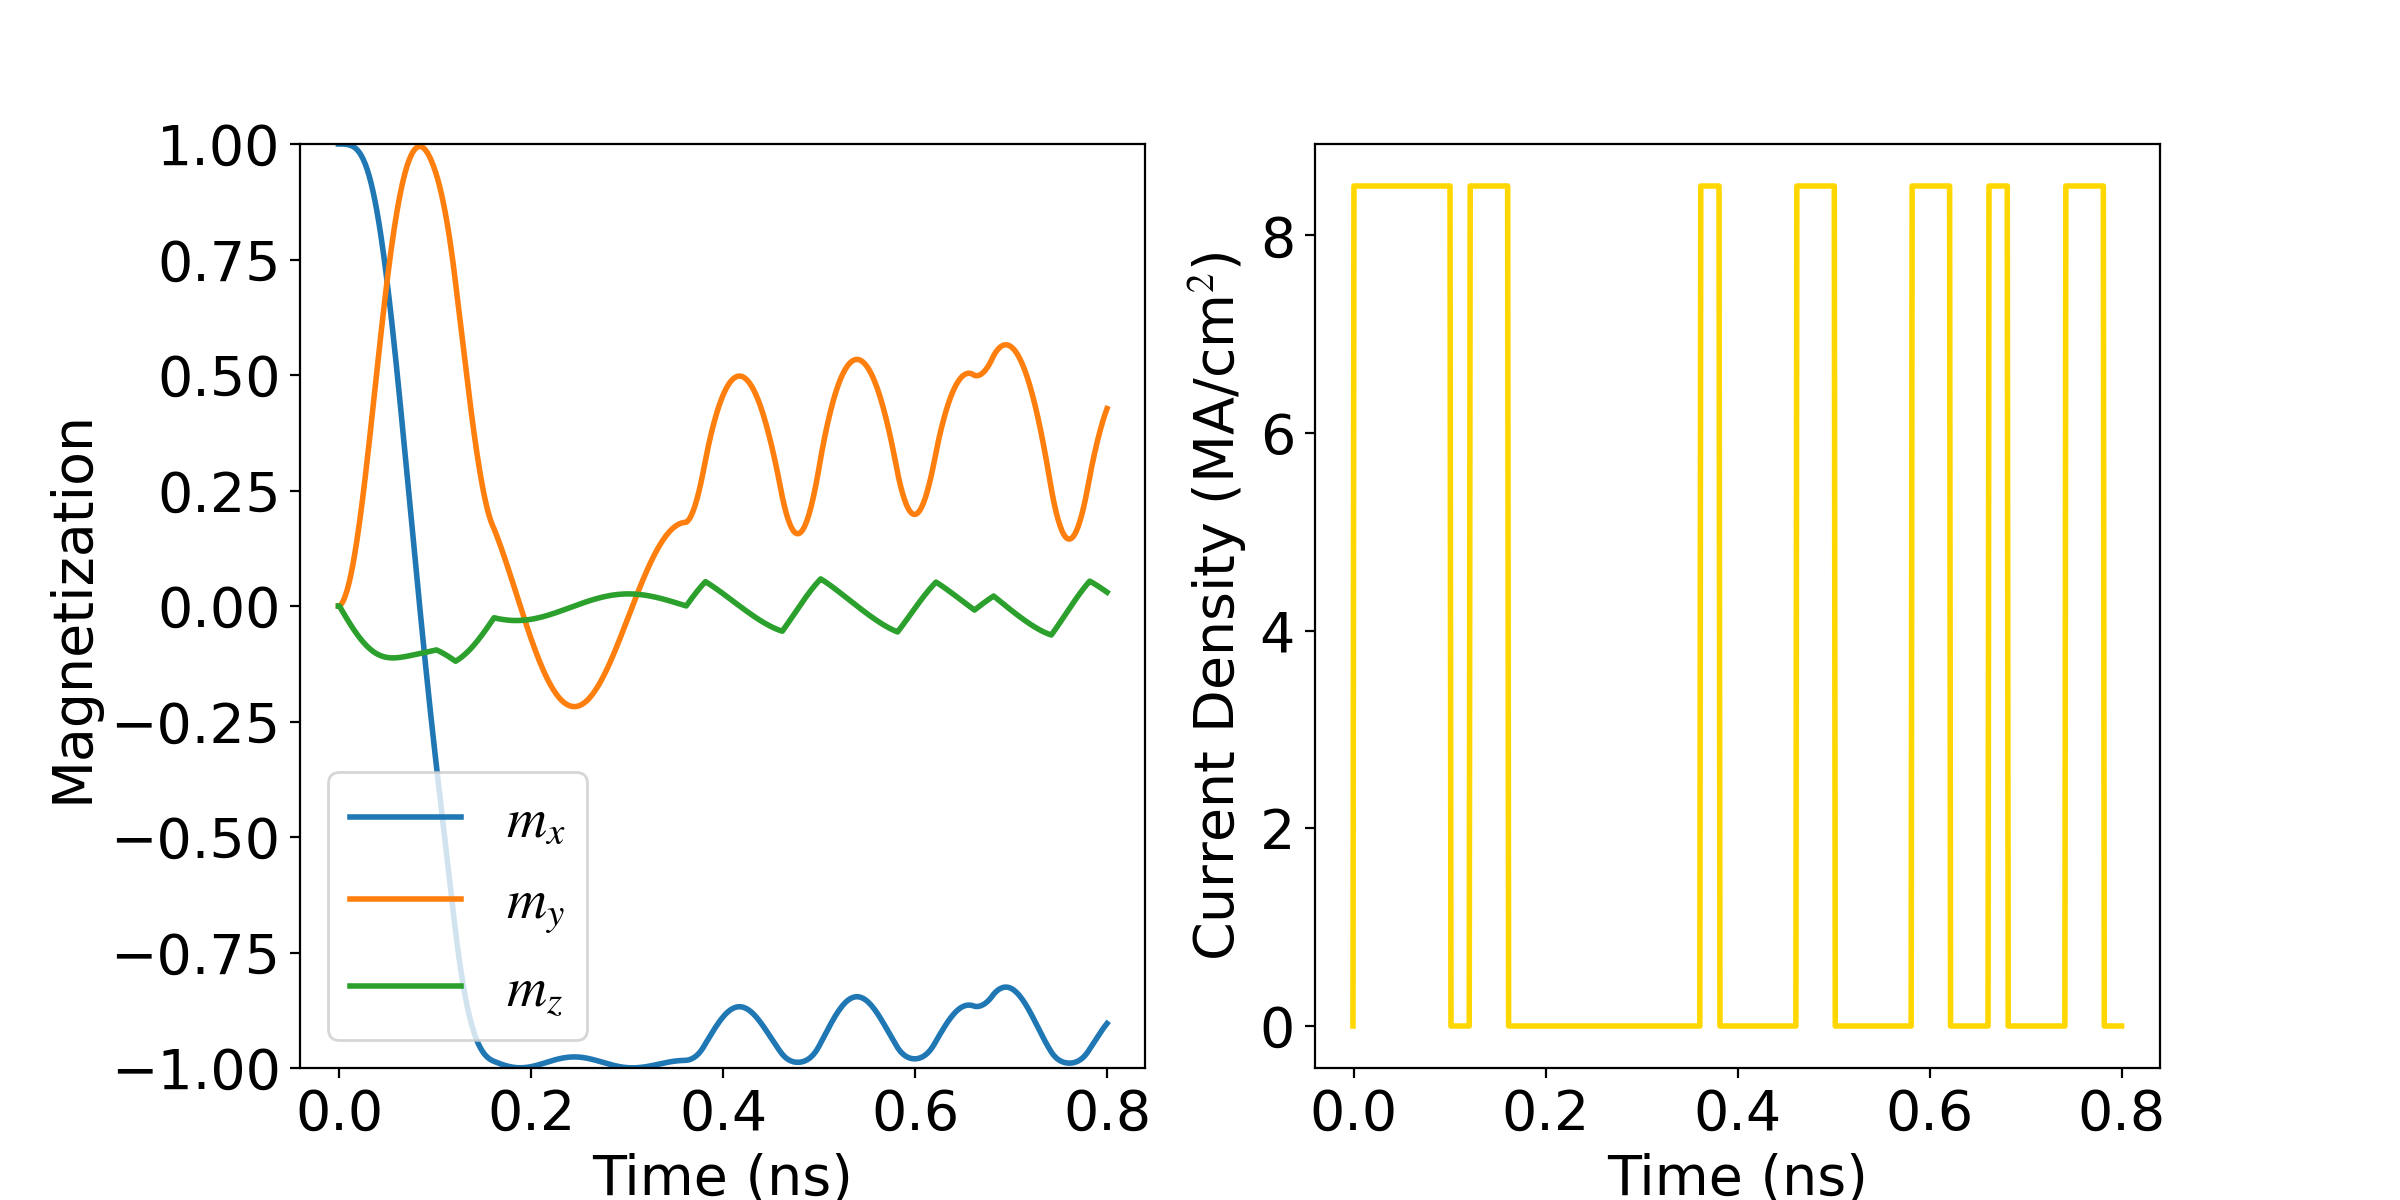 Magnetization
1.00
0.75
0.50
0.25
0.00
−0.25
−0.50
−0.75
−1.00
m_x
m_y
m_z
0.0 0.2 0.4 0.6 0.8
Time (ns)
Current Density (MA/cm²)
8
6
4
2
0
0.0 0.2 0.4 0.6 0.8
Time (ns)